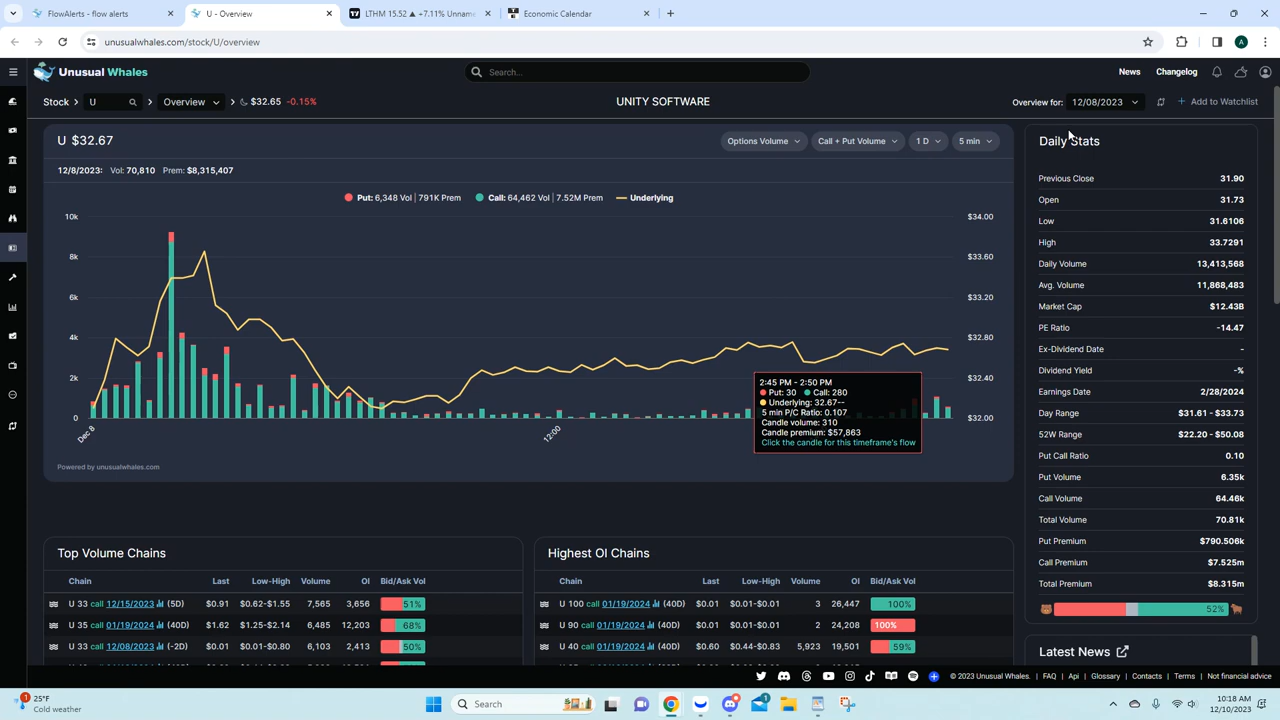 FlowAlerts - flow alerts
U - Overview
LTHM 15.52 ▲ +7.11% Unnam
Economic Calendar
unusualwhales.com/stock/U/overview
A
Unusual Whales
Search...
News
Changelog
Stock
U
Overview
$32.65 -0.15%
UNITY SOFTWARE
Overview for:
12/08/2023
+ Add to Watchlist
U $32.67
Options Volume
Call + Put Volume
1 D
5 min
12/8/2023: Vol: 70,810 Prem: $8,315,407
Put: 6,348 Vol | 791K Prem
Call: 64,462 Vol | 7.52M Prem
Underlying
10k
8k
6k
4k
2k
0
$34.00
$33.60
$33.20
$32.80
$32.40
$32.00
Dec 8
12:00
2:45 PM - 2:50 PM
Put: 30 Call: 280
Underlying: 32.67--
5 min P/C Ratio: 0.107
Candle volume: 310
Candle premium: $57,863
Click the candle for this timeframe's flow
Powered by unusualwhales.com
Daily Stats
Previous Close 31.90
Open 31.73
Low 31.6106
High 33.7291
Daily Volume 13,413,568
Avg. Volume 11,868,483
Market Cap $12.43B
PE Ratio -14.47
Ex-Dividend Date -
Dividend Yield -%
Earnings Date 2/28/2024
Day Range $31.61 - $33.73
52W Range $22.20 - $50.08
Put Call Ratio 0.10
Put Volume 6.35k
Call Volume 64.46k
Total Volume 70.81k
Put Premium $790.506k
Call Premium $7.525m
Total Premium $8.315m
52%
Latest News
Top Volume Chains
Chain Last Low-High Volume OI Bid/Ask Vol
U 33 call 12/15/2023 (5D) $0.91 $0.62-$1.55 7,565 3,656 51%
U 35 call 01/19/2024 (40D) $1.62 $1.25-$2.14 6,485 7,203 68%
U 33 call 12/08/2023 (-2D) $0.01 $0.01-$0.80 6,103 2,413 50%
Highest OI Chains
Chain Last Low-High Volume OI Bid/Ask Vol
U 100 call 01/19/2024 (40D) $0.01 $0.01-$0.01 3 26,447 100%
U 90 call 01/19/2024 (40D) $0.01 $0.01-$0.01 2 24,208 100%
U 40 call 01/19/2024 (40D) $0.60 $0.44-$0.83 5,923 19,501 59%
© 2023 Unusual Whales. | FAQ | Api | Glossary | Contacts | Terms | Not financial advice
1
25°F
Cold weather
Search
1
10:18 AM
12/10/2023